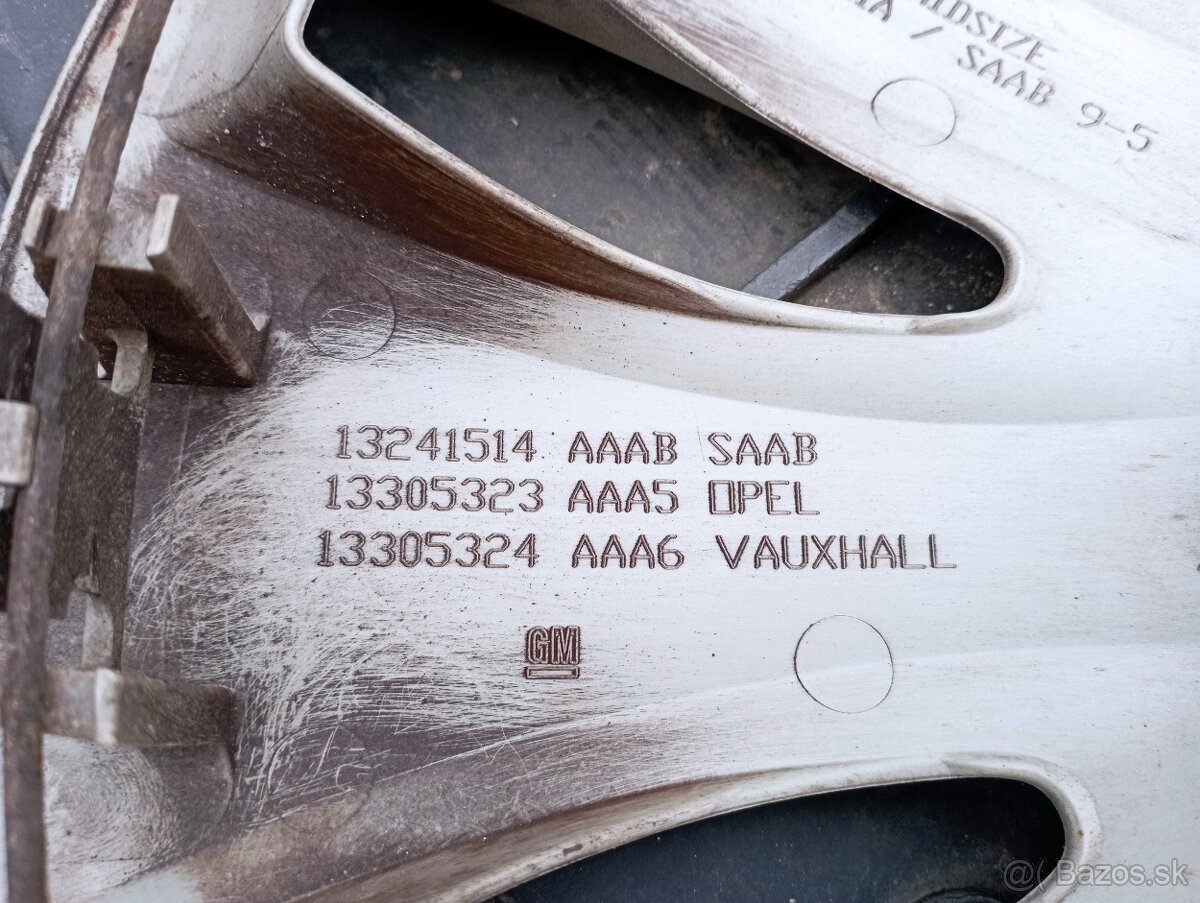 SAAB 9-5
13241514 AAAB SAAB
13305323 AAA5 OPEL
13305324 AAA6 VAUXHALL
GM
Bazos.sk